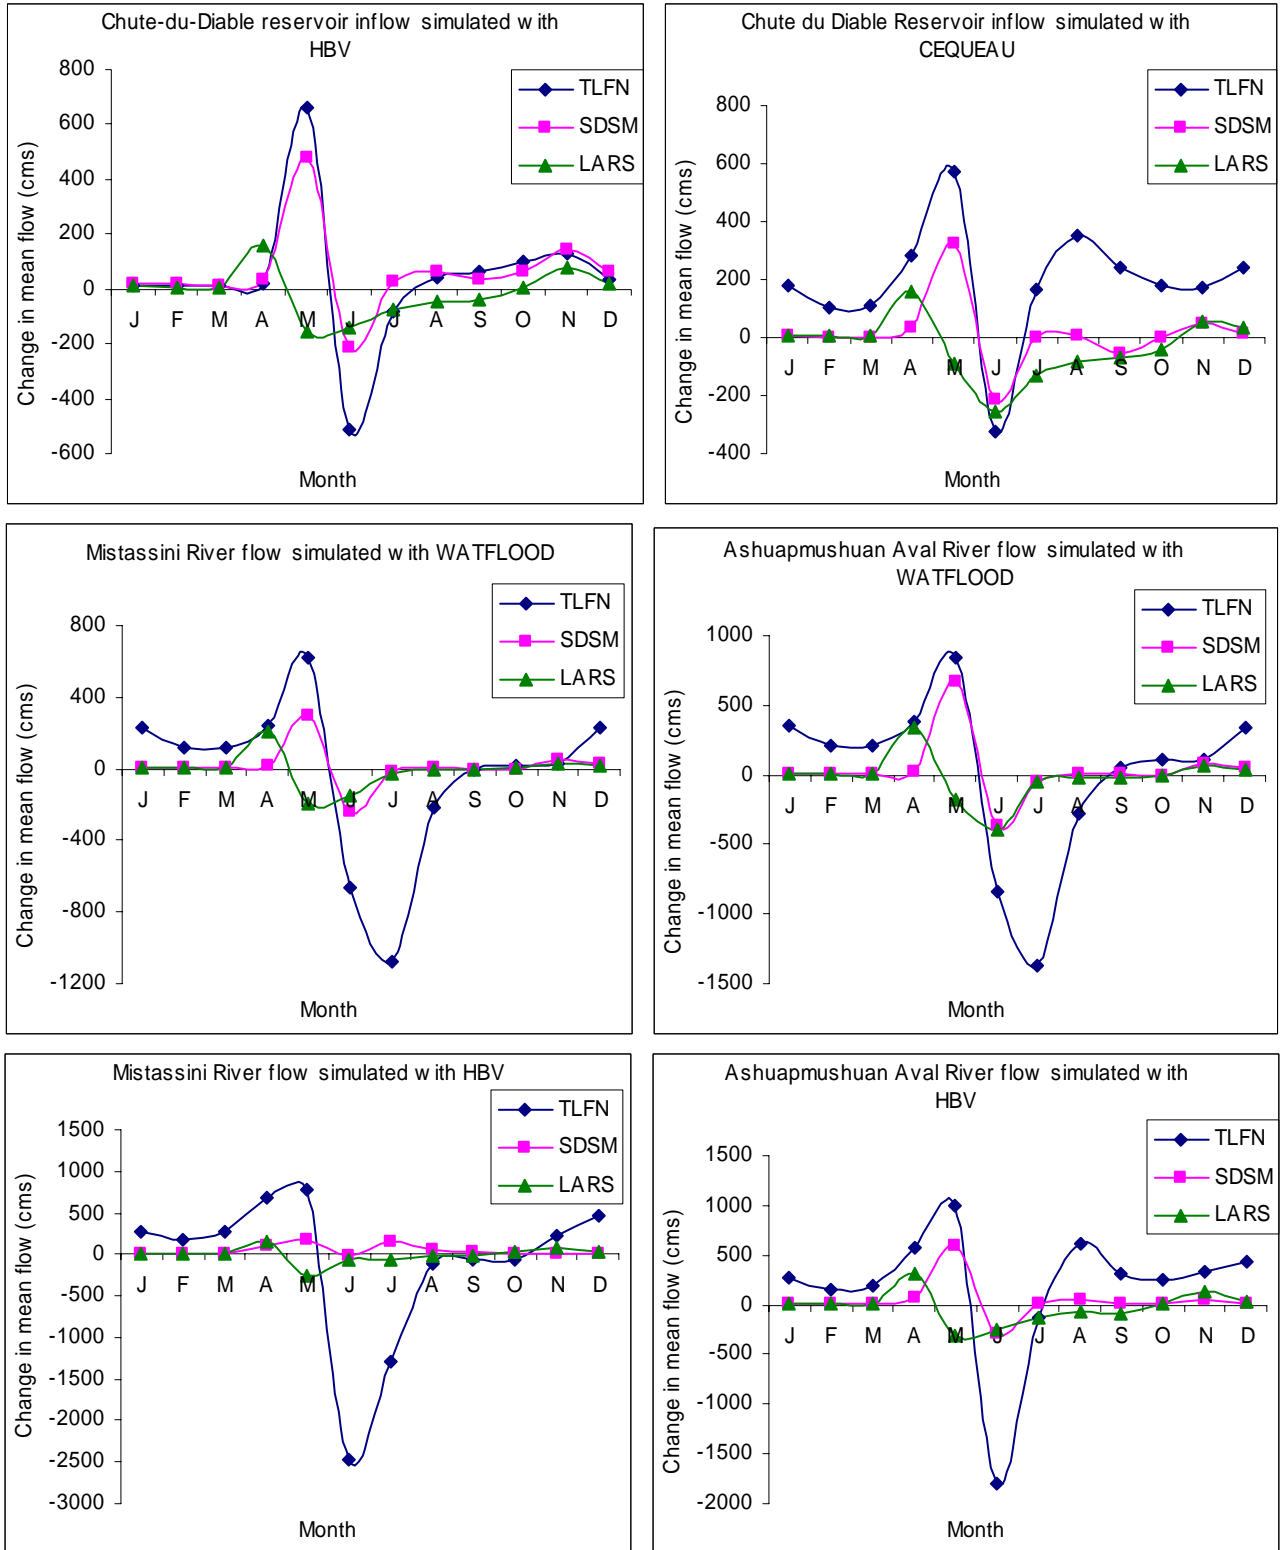 Chute-du-Diable reservoir inflow simulated with
HBV
800
600
400
200
0
-200
-400
-600
Change in mean flow (cms)
J F M A M J J A S O N D
Month
TLFN
SDSM
LARS
Chute du Diable Reservoir inflow simulated with
CEQUEAU
800
600
400
200
0
-200
-400
Change in mean flow (cms)
J F M A M J J A S O N D
Month
TLFN
SDSM
LARS
Mistassini River flow simulated with WATFLOOD
800
400
0
-400
-800
-1200
Change in mean flow (cms)
J F M A M J J A S O N D
Month
TLFN
SDSM
LARS
Ashuapmushuan Aval River flow simulated with
WATFLOOD
1000
500
0
-500
-1000
-1500
Change in mean flow (cms)
J F M A M J J A S O N D
Month
TLFN
SDSM
LARS
Mistassini River flow simulated with HBV
1500
1000
500
0
-500
-1000
-1500
-2000
-2500
-3000
Change in mean flow (cms)
J F M A M J J A S O N D
Month
TLFN
SDSM
LARS
Ashuapmushuan Aval River flow simulated with
HBV
1500
1000
500
0
-500
-1000
-1500
-2000
Change in mean flow (cms)
J F M A M J J A S O N D
Month
TLFN
SDSM
LARS